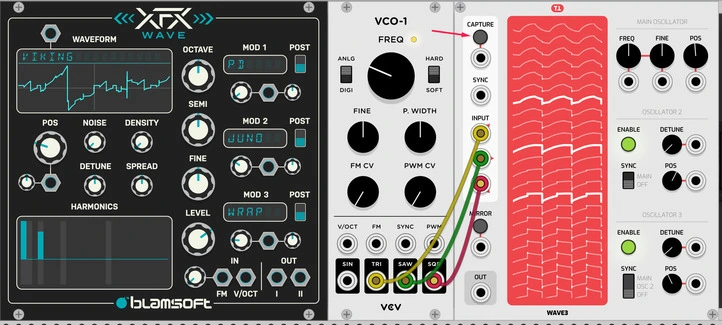 XFX
WAVE
WAVEFORM
VIKING
POS
NOISE
DENSITY
DETUNE
SPREAD
HARMONICS
OCTAVE
SEMI
FINE
LEVEL
MOD 1
POST
PD
MOD 2
POST
JUNO
MOD 3
POST
WRAP
IN
OUT
FM
V/OCT
I
II
blamsoft
VCO-1
FREQ
ANLG
DIGI
HARD
SOFT
FINE
P. WIDTH
FM CV
PWM CV
V/OCT
FM
SYNC
PWM
SIN
TRI
SAW
SQR
VCV
CAPTURE
SYNC
INPUT
MIRROR
OUT
T1
WAVE3
MAIN OSCILLATOR
FREQ
FINE
POS
OSCILLATOR 2
ENABLE
DETUNE
SYNC
MAIN
OFF
POS
OSCILLATOR 3
ENABLE
DETUNE
SYNC
MAIN
OSC 2
OFF
POS